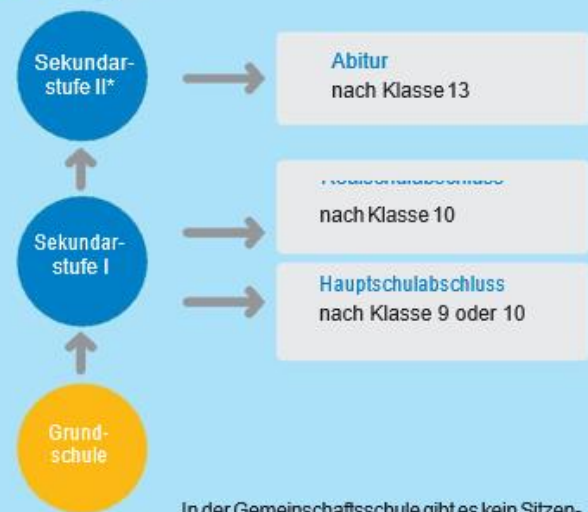 Sekundar-
stufe II*
Abitur
nach Klasse 13
Sekundar-
stufe I
nach Klasse 10
Hauptschulabschluss
nach Klasse 9 oder 10
Grund-
schule
In der Gemeinschaftsschule gibt es kein Sitzen-